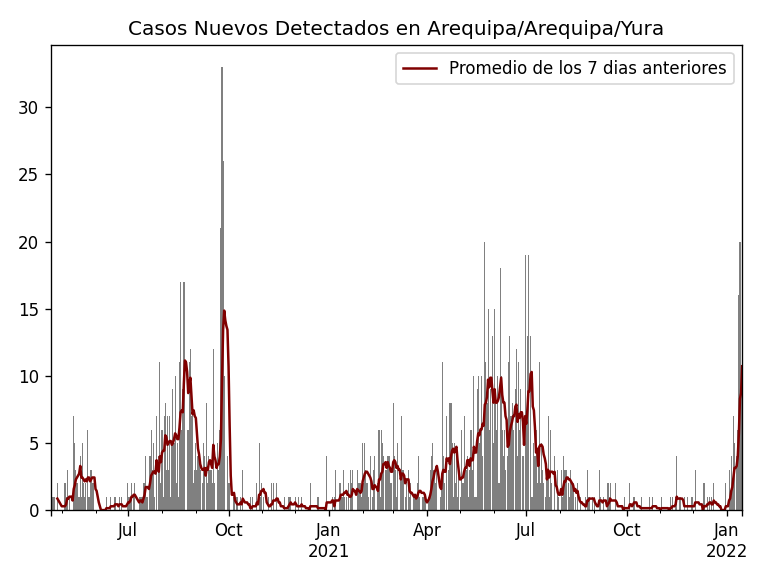 Casos Nuevos Detectados en Arequipa/Arequipa/Yura
Promedio de los 7 dias anteriores
30
25
20
15
10
5
0
Jul
Oct
Jan
2021
Apr
Jul
Oct
Jan
2022